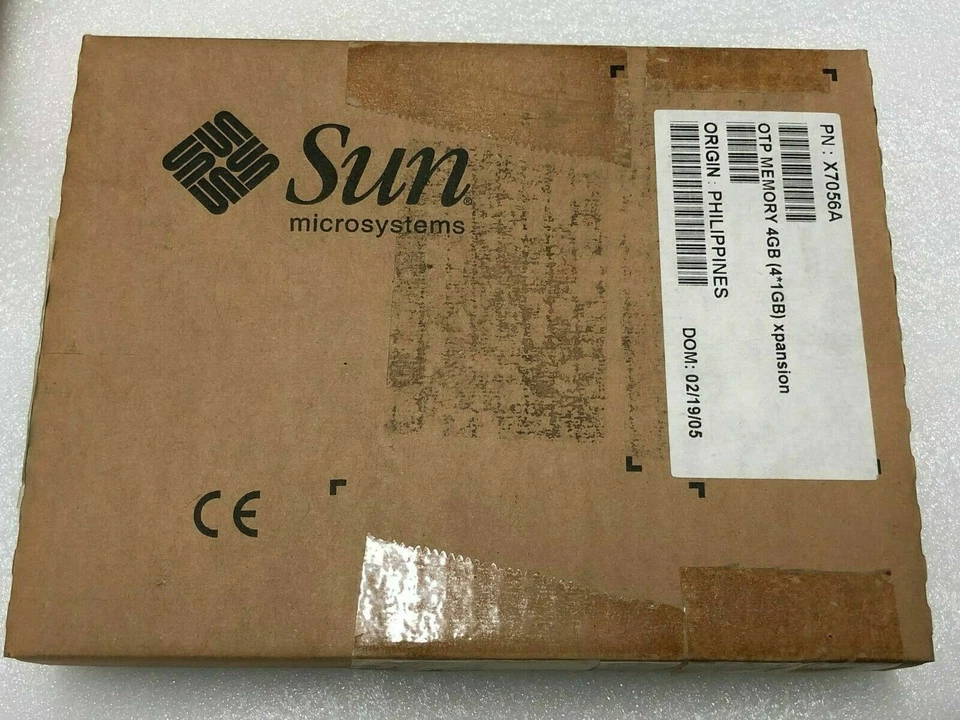 Sun®
microsystems
PN : X7056A
OTP MEMORY 4GB (4*1GB) xpansion
ORIGIN : PHILIPPINES
DOM: 02/19/05
CE